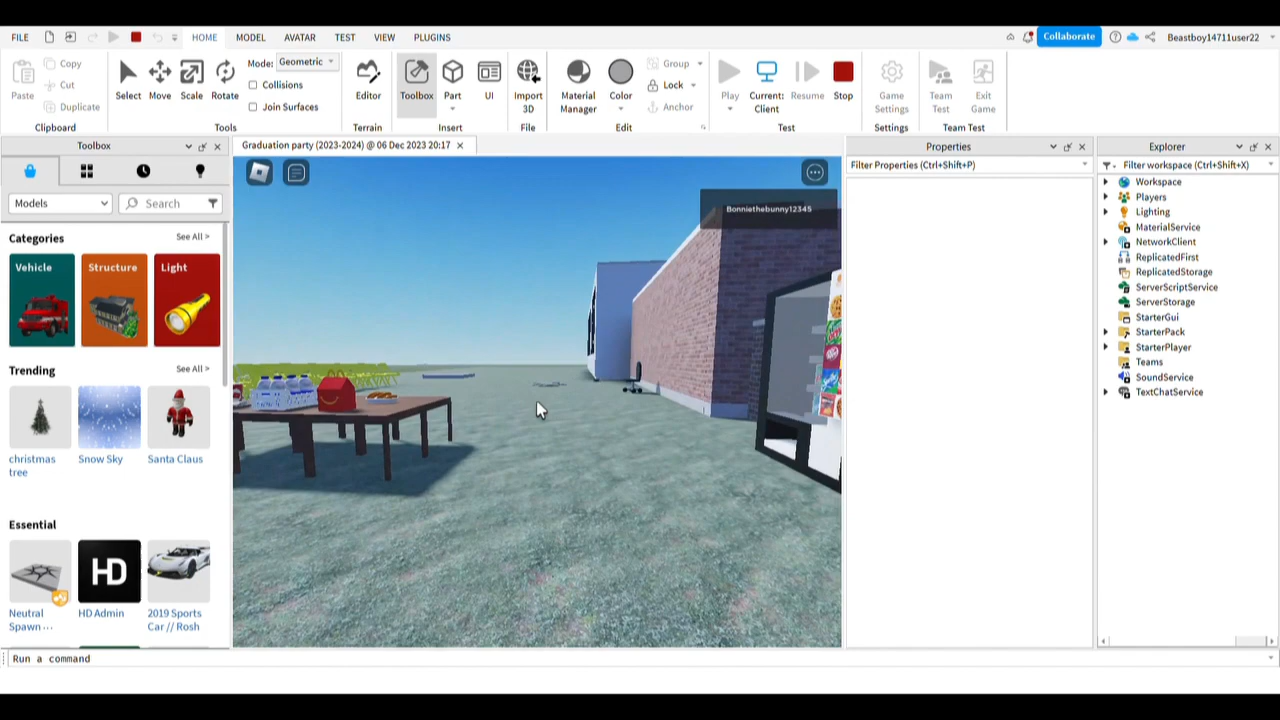 FILE HOME MODEL AVATAR TEST VIEW PLUGINS Collaborate Beastboy14711user22
Paste Copy Cut Duplicate Clipboard
Select Move Scale Rotate Mode: Geometric Collisions Join Surfaces Tools
Editor Terrain
Toolbox Part UI Insert
Import 3D File
Material Manager Color Group Lock Anchor Edit
Play Current: Client Resume Stop Test
Game Settings Settings
Team Test Exit Game Team Test
Toolbox
Models Search
Categories See All >
Vehicle Structure Light
Trending See All >
christmas tree Snow Sky Santa Claus
Essential
HD
Neutral Spawn ... HD Admin 2019 Sports Car // Rosh
Graduation party (2023-2024) @ 06 Dec 2023 20:17
Bonniethebunny12345
Properties
Filter Properties (Ctrl+Shift+P)
Explorer
Filter workspace (Ctrl+Shift+X)
Workspace
Players
Lighting
MaterialService
NetworkClient
ReplicatedFirst
ReplicatedStorage
ServerScriptService
ServerStorage
StarterGui
StarterPack
StarterPlayer
Teams
SoundService
TextChatService
Run a command